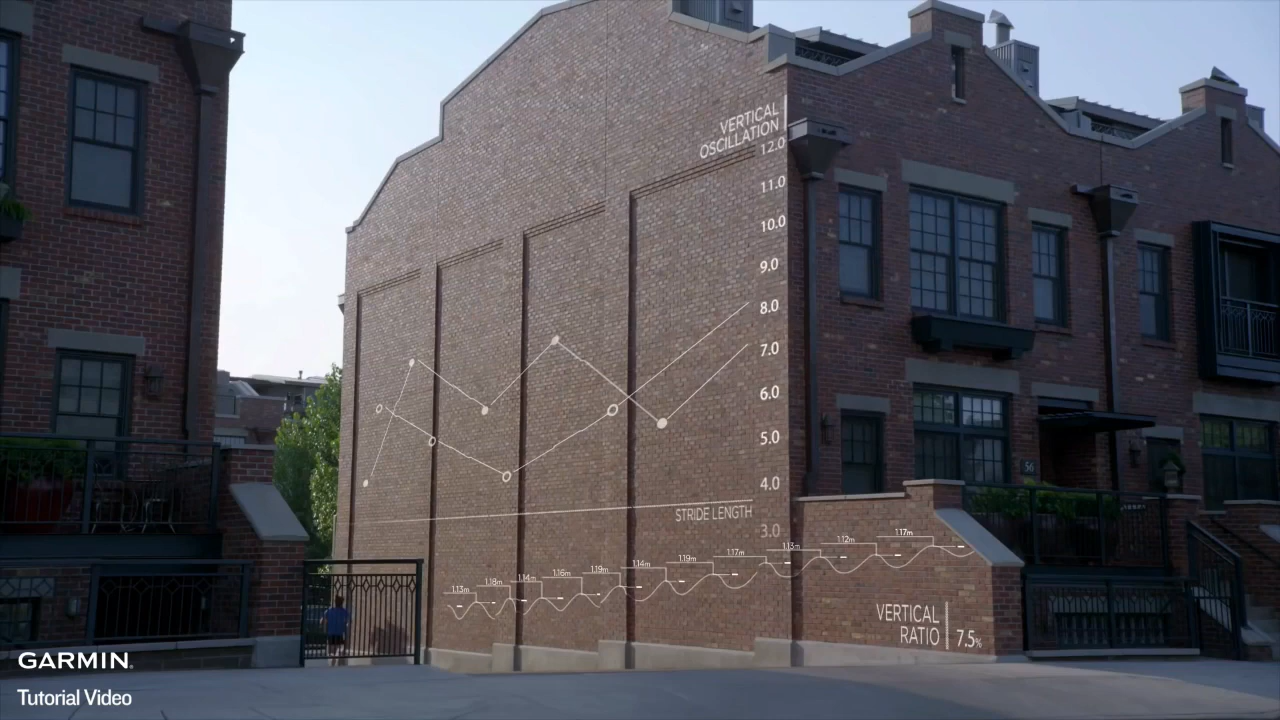 VERTICAL
OSCILLATION
12.0
11.0
10.0
9.0
8.0
7.0
6.0
5.0
4.0
3.0
STRIDE LENGTH
1.13m
1.18m
1.14m
1.16m
1.19m
1.14m
1.19m
1.17m
1.13m
1.12m
1.17m
56
VERTICAL
RATIO
7.5%
GARMIN
Tutorial Video